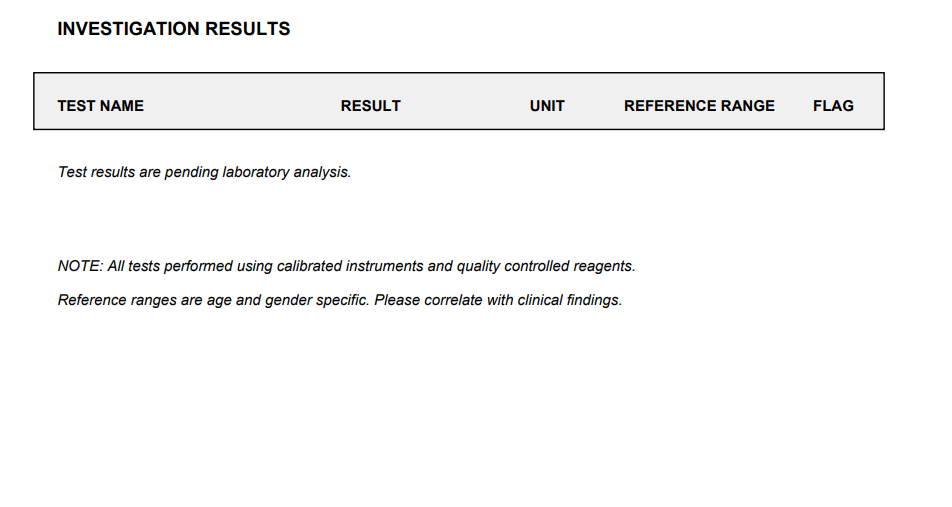 INVESTIGATION RESULTS
TEST NAME RESULT UNIT REFERENCE RANGE FLAG
Test results are pending laboratory analysis.
NOTE: All tests performed using calibrated instruments and quality controlled reagents.
Reference ranges are age and gender specific. Please correlate with clinical findings.